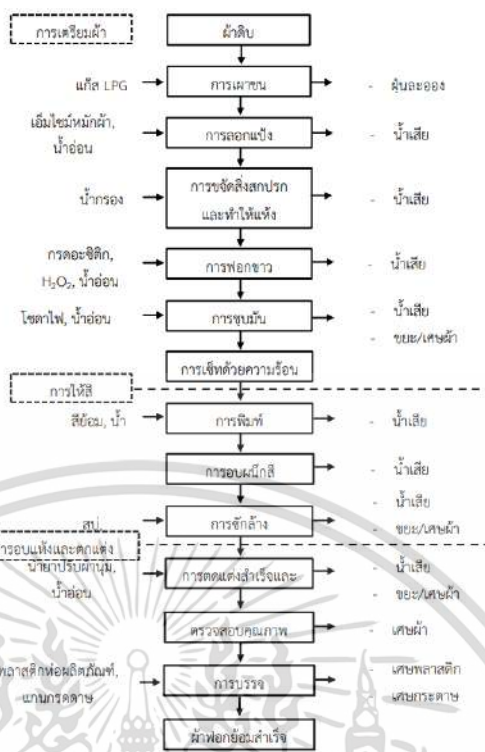 การเตรียมผ้า
ผ้าดิบ
แก๊ส LPG
การเผาขน
- ฝุ่นละออง
เอ็มไซม์หมักผ้า,
น้ำอ่อน
การลอกแป้ง
- น้ำเสีย
น้ำกรอง
การขจัดสิ่งสกปรก
และทำให้แห้ง
- น้ำเสีย
กรดอะซิติก,
H₂O₂, น้ำอ่อน
การฟอกขาว
- น้ำเสีย
โซดาไฟ, น้ำอ่อน
การชุบมัน
- น้ำเสีย
- ขยะ/เศษผ้า
การเซ็ทด้วยความร้อน
การให้สี
สีย้อม, น้ำ
การพิมพ์
- น้ำเสีย
การอบผนึกสี
- น้ำเสีย
สบ
การซักล้าง
- น้ำเสีย
- ขยะ/เศษผ้า
ารอบแห้งและตกแต่ง
น้ำยาปรับผ้านุ่ม,
น้ำอ่อน
การตดแต่งสำเร็จและ
- น้ำเสีย
- ขยะ/เศษผ้า
ตรวจสอบคุณภาพ
- เศษผ้า
พลาสติกห่อผลิตภัณฑ์,
แกนกรดดาษ
การบรรจุ
- เศษพลาสติก
- เศษกระดาษ
ผ้าฟอกย้อมสำเร็จ